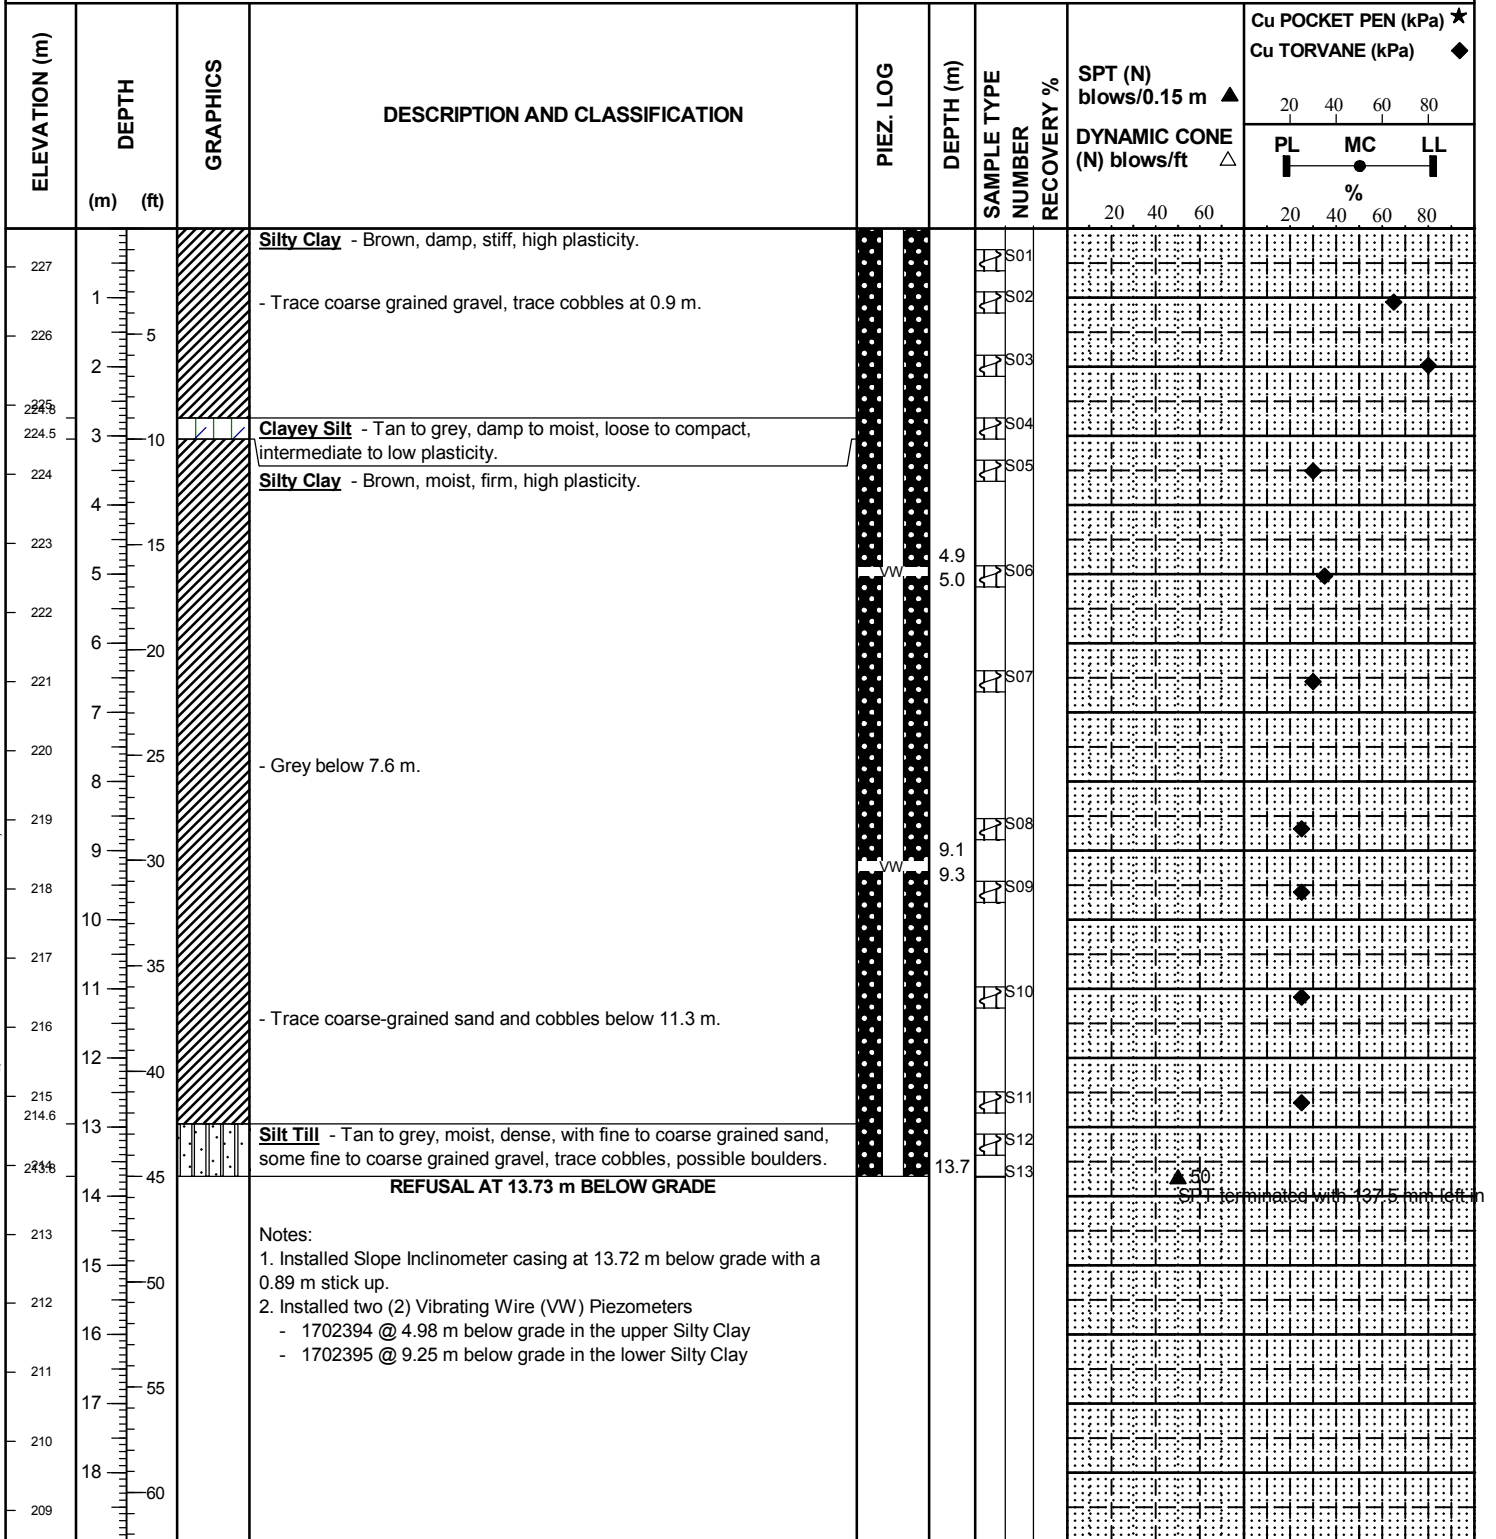 ELEVATION (m)
DEPTH
(m) (ft)
GRAPHICS
DESCRIPTION AND CLASSIFICATION
PIEZ. LOG
DEPTH (m)
SAMPLE TYPE
NUMBER
RECOVERY %
SPT (N)
blows/0.15 m ▲
DYNAMIC CONE
(N) blows/ft △
20 40 60
Cu POCKET PEN (kPa) ★
Cu TORVANE (kPa) ◆
20 40 60 80
PL MC LL
%
20 40 60 80
Silty Clay - Brown, damp, stiff, high plasticity.
S01
227
1
- Trace coarse grained gravel, trace cobbles at 0.9 m.
S02
226
5
2
S03
225
224.8
224.5
3
10
Clayey Silt - Tan to grey, damp to moist, loose to compact,
intermediate to low plasticity.
S04
224
Silty Clay - Brown, moist, firm, high plasticity.
S05
4
223
15
4.9
5
VW
5.0
S06
222
6
20
221
S07
7
220
25
- Grey below 7.6 m.
8
219
S08
9
30
9.1
VW
9.3
218
S09
10
217
35
11
S10
216
- Trace coarse-grained sand and cobbles below 11.3 m.
12
40
215
S11
214.6
13
Silt Till - Tan to grey, moist, dense, with fine to coarse grained sand,
some fine to coarse grained gravel, trace cobbles, possible boulders.
S12
214
213.8
45
13.7
S13
50
14
REFUSAL AT 13.73 m BELOW GRADE
SPT terminated with 137.5 mm left in
213
Notes:
15
1. Installed Slope Inclinometer casing at 13.72 m below grade with a
0.89 m stick up.
50
212
2. Installed two (2) Vibrating Wire (VW) Piezometers
16
- 1702394 @ 4.98 m below grade in the upper Silty Clay
- 1702395 @ 9.25 m below grade in the lower Silty Clay
211
55
17
210
18
60
209